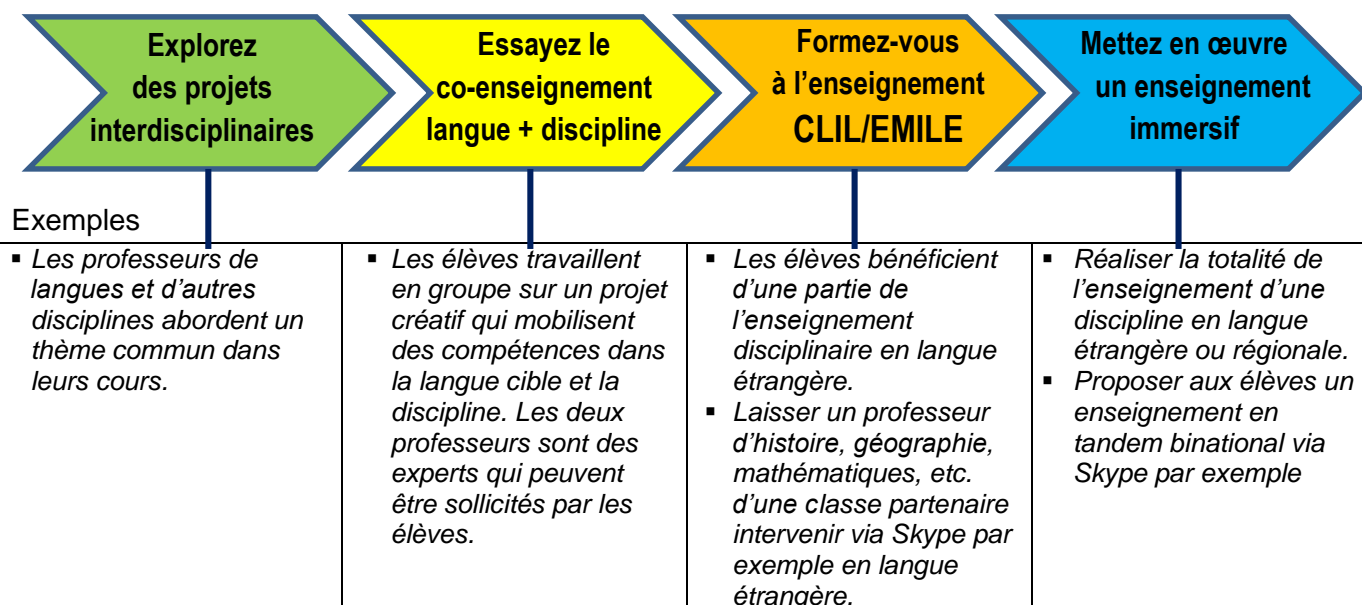 Explorez
des projets
interdisciplinaires
Essayez le
co-enseignement
langue + discipline
Formez-vous
à l’enseignement
CLIL/EMILE
Mettez en œuvre
un enseignement
immersif
Exemples
▪ Les professeurs de
langues et d’autres
disciplines abordent un
thème commun dans
leurs cours.
▪ Les élèves travaillent
en groupe sur un projet
créatif qui mobilisent
des compétences dans
la langue cible et la
discipline. Les deux
professeurs sont des
experts qui peuvent
être sollicités par les
élèves.
▪ Les élèves bénéficient
d’une partie de
l’enseignement
disciplinaire en langue
étrangère.
▪ Laisser un professeur
d’histoire, géographie,
mathématiques, etc.
d’une classe partenaire
intervenir via Skype par
exemple en langue
étrangère.
▪ Réaliser la totalité de
l’enseignement d’une
discipline en langue
étrangère ou régionale.
▪ Proposer aux élèves un
enseignement en
tandem binational via
Skype par exemple